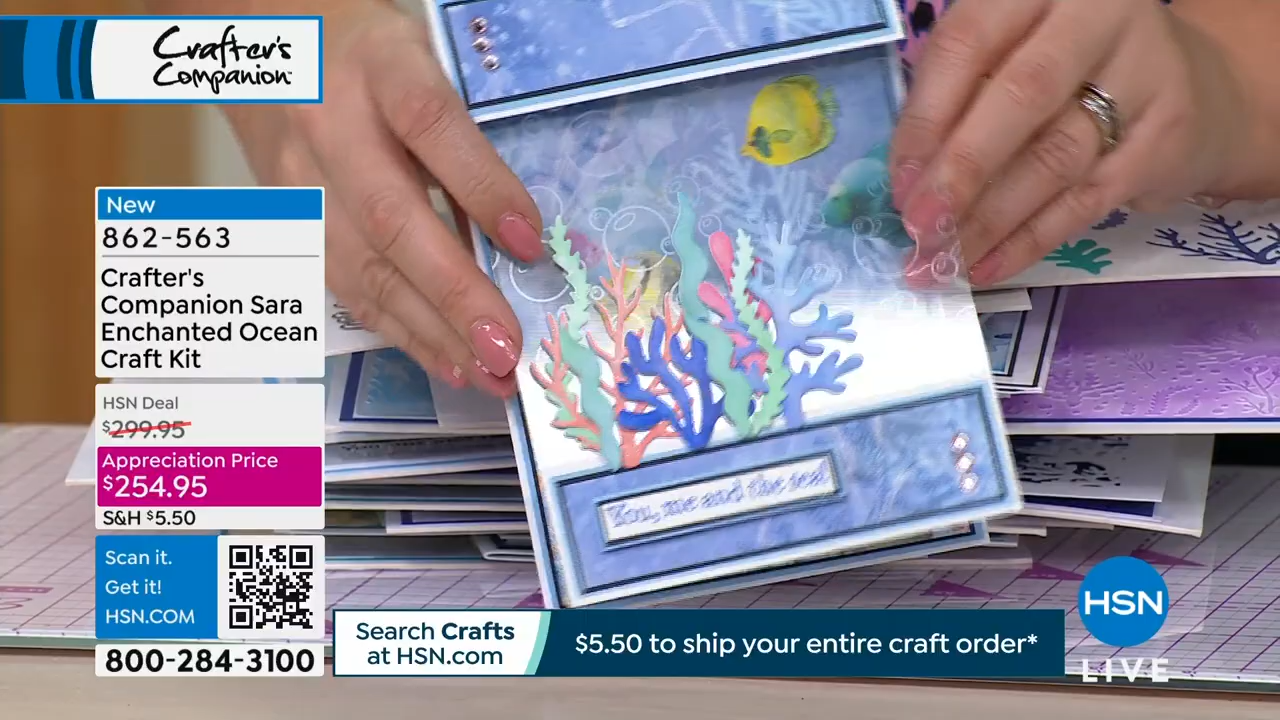 Crafter's
Companion
New
862-563
Crafter's
Companion Sara
Enchanted Ocean
Craft Kit
HSN Deal
$299.95
Appreciation Price
$254.95
S&H $5.50
Scan it.
Get it!
HSN.COM
800-284-3100
You, me and the sea!
Search Crafts
at HSN.com
$5.50 to ship your entire craft order*
HSN
LIVE